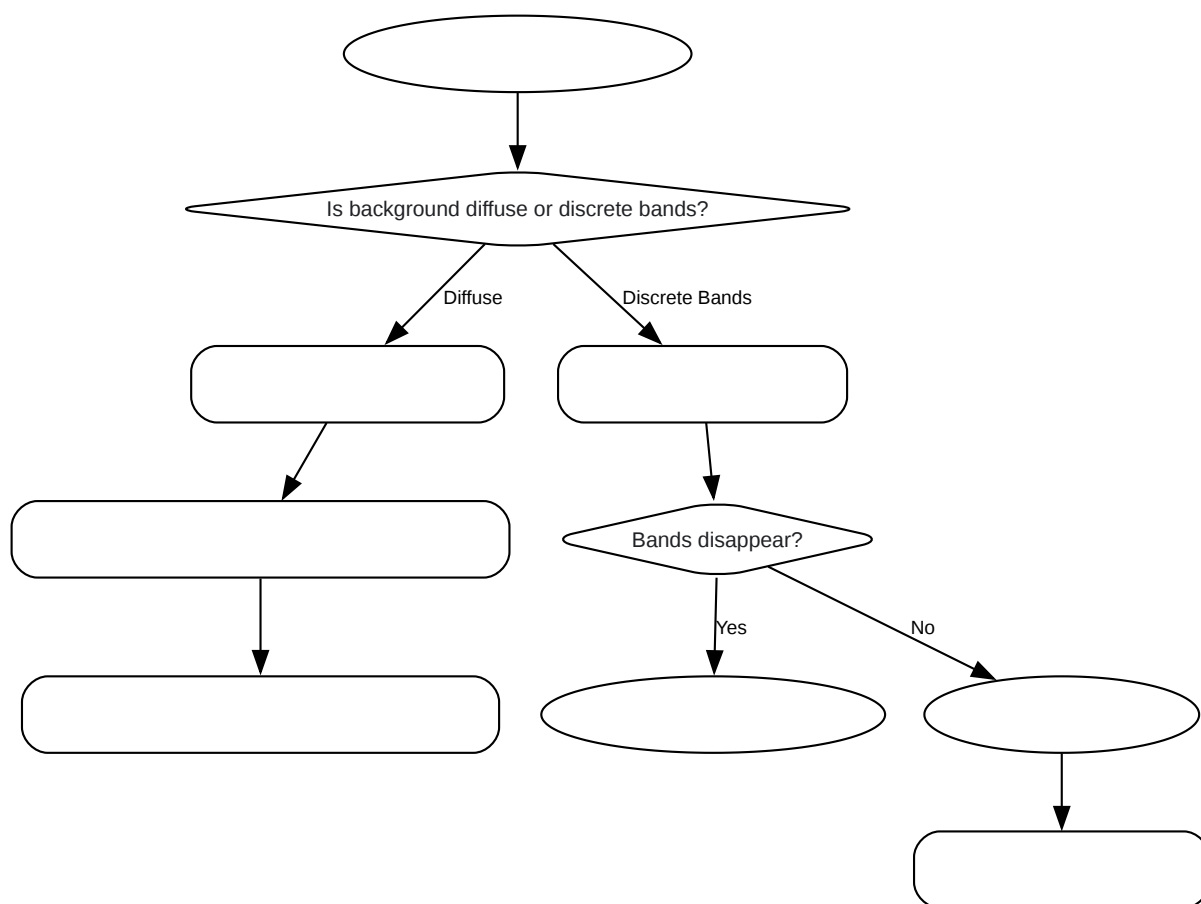 Is background diffuse or discrete bands?
Diffuse
Discrete Bands
Bands disappear?
Yes
No